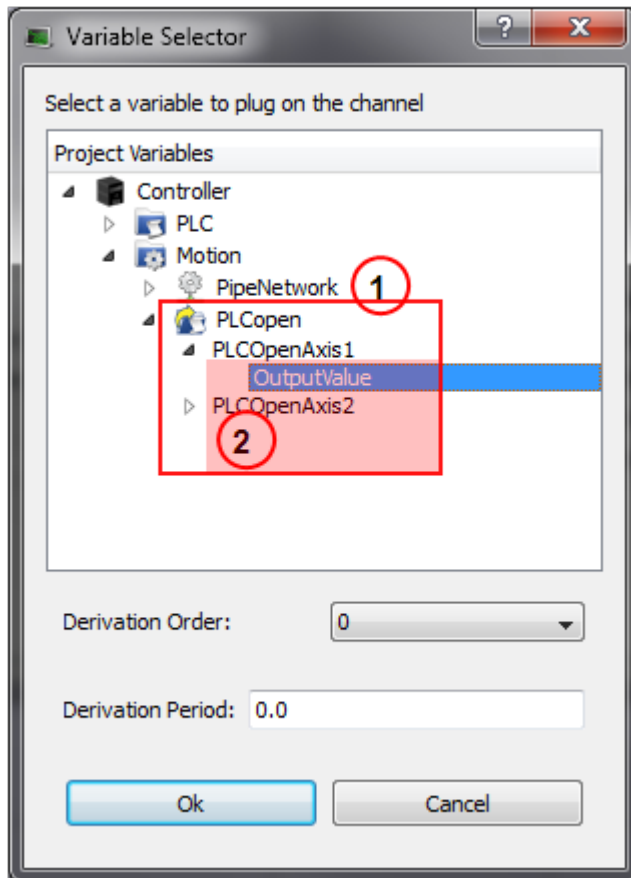 Variable Selector
?
X
Select a variable to plug on the channel
Project Variables
Controller
PLC
Motion
PipeNetwork 1
PLCopen
PLCOpenAxis1
OutputValue
PLCOpenAxis2
2
Derivation Order: 0
Derivation Period: 0.0
Ok Cancel